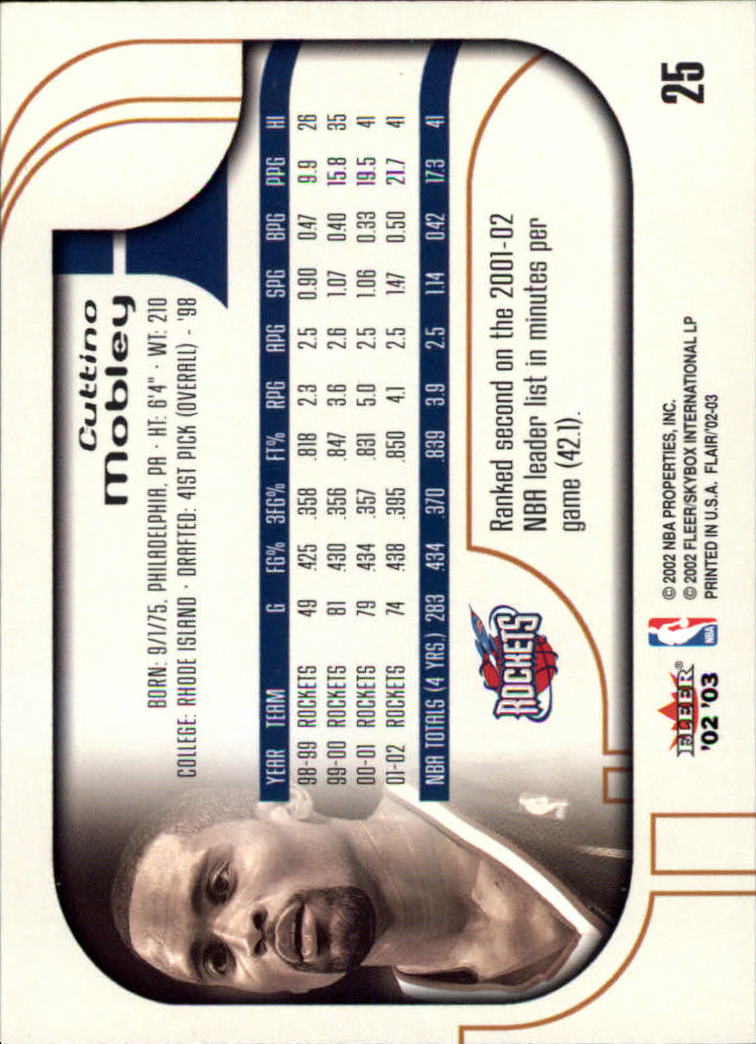 25
Cuttino
Mobley
BORN: 9/1/75, PHILADELPHIA, PA · HT: 6'4" · WT: 210
COLLEGE: RHODE ISLAND · DRAFTED: 41ST PICK (OVERALL) - '98
YEAR TEAM G FG% 3FG% FT% RPG APG SPG BPG PPG HI
98-99 ROCKETS 49 .425 .358 .818 2.3 2.5 0.90 0.47 9.9 26
99-00 ROCKETS 81 .430 .356 .847 3.6 2.6 1.07 0.40 15.8 35
00-01 ROCKETS 79 .434 .357 .831 5.0 2.5 1.06 0.33 19.5 41
01-02 ROCKETS 74 .438 .395 .850 4.1 2.5 1.47 0.50 21.7 41
NBA TOTALS (4 YRS.) 283 .434 .370 .839 3.9 2.5 1.14 0.42 17.3 41
ROCKETS
Ranked second on the 2001-02
NBA leader list in minutes per
game (42.1).
FLEER®
'02 '03
NBA
© 2002 NBA PROPERTIES, INC.
© 2002 FLEER/SKYBOX INTERNATIONAL LP
PRINTED IN U.S.A. FLAIR/'02-03